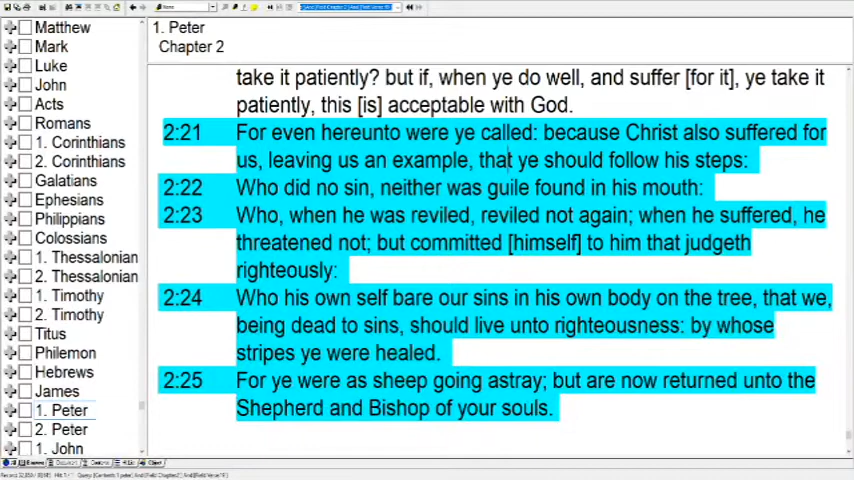 1. Peter
Chapter 2
Matthew
Mark
Luke
John
Acts
Romans
1. Corinthians
2. Corinthians
Galatians
Ephesians
Philippians
Colossians
1. Thessalonian
2. Thessalonian
1. Timothy
2. Timothy
Titus
Philemon
Hebrews
James
1. Peter
2. Peter
1. John
take it patiently? but if, when ye do well, and suffer [for it], ye take it
patiently, this [is] acceptable with God.
2:21 For even hereunto were ye called: because Christ also suffered for
us, leaving us an example, that ye should follow his steps:
2:22 Who did no sin, neither was guile found in his mouth:
2:23 Who, when he was reviled, reviled not again; when he suffered, he
threatened not; but committed [himself] to him that judgeth
righteously:
2:24 Who his own self bare our sins in his own body on the tree, that we,
being dead to sins, should live unto righteousness: by whose
stripes ye were healed.
2:25 For ye were as sheep going astray; but are now returned unto the
Shepherd and Bishop of your souls.